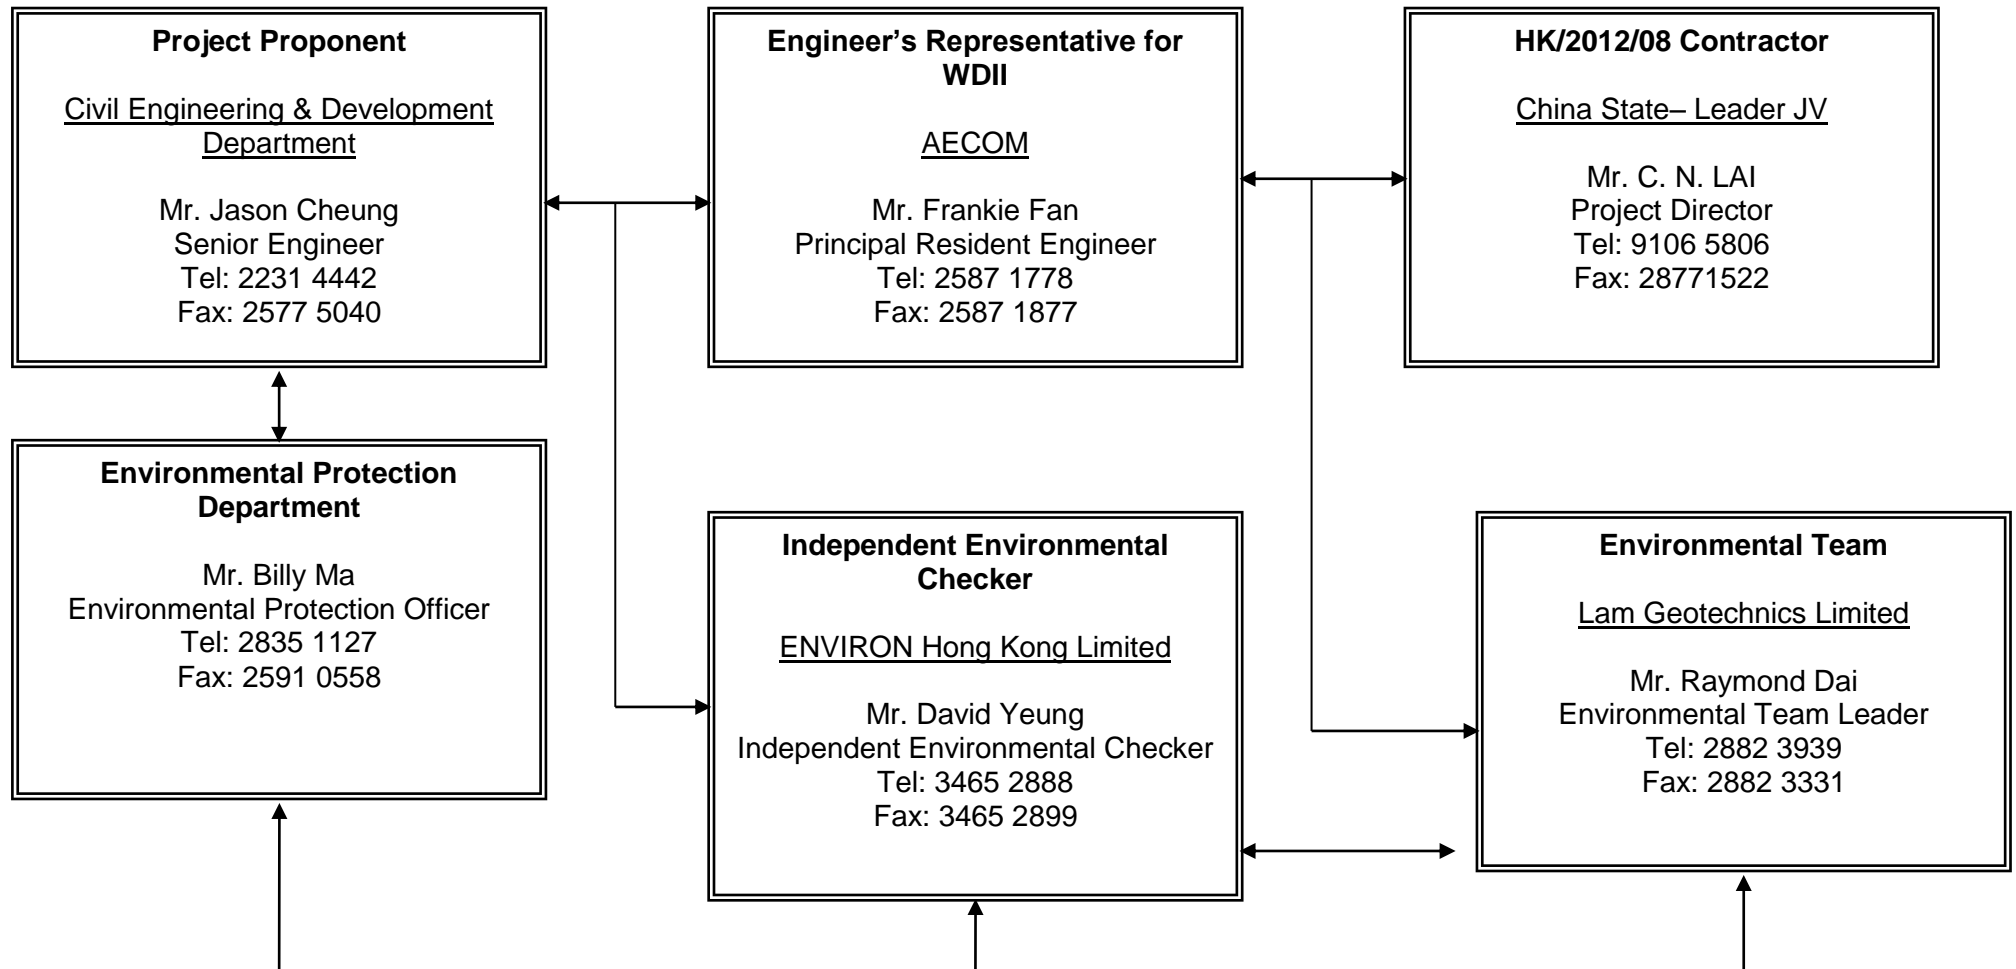 Project Proponent
Civil Engineering & Development
Department
Mr. Jason Cheung
Senior Engineer
Tel: 2231 4442
Fax: 2577 5040
Engineer’s Representative for
WDII
AECOM
Mr. Frankie Fan
Principal Resident Engineer
Tel: 2587 1778
Fax: 2587 1877
HK/2012/08 Contractor
China State– Leader JV
Mr. C. N. LAI
Project Director
Tel: 9106 5806
Fax: 28771522
Environmental Protection
Department
Mr. Billy Ma
Environmental Protection Officer
Tel: 2835 1127
Fax: 2591 0558
Independent Environmental
Checker
ENVIRON Hong Kong Limited
Mr. David Yeung
Independent Environmental Checker
Tel: 3465 2888
Fax: 3465 2899
Environmental Team
Lam Geotechnics Limited
Mr. Raymond Dai
Environmental Team Leader
Tel: 2882 3939
Fax: 2882 3331